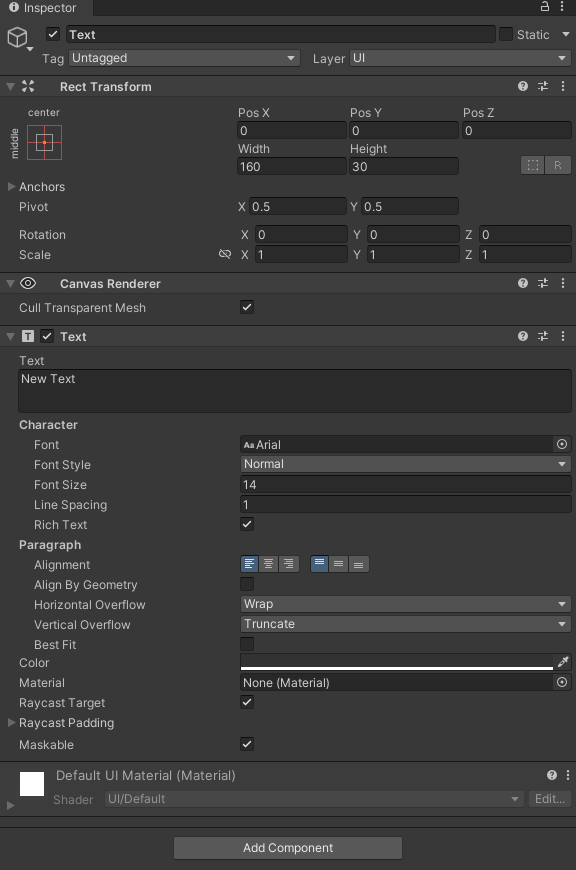 Inspector
Text Static
Tag Untagged Layer UI
Rect Transform
center
middle
Pos X Pos Y Pos Z
0 0 0
Width Height
160 30
R
Anchors
Pivot X 0.5 Y 0.5
Rotation X 0 Y 0 Z 0
Scale X 1 Y 1 Z 1
Canvas Renderer
Cull Transparent Mesh
T Text
Text
New Text
Character
Font Aa Arial
Font Style Normal
Font Size 14
Line Spacing 1
Rich Text
Paragraph
Alignment
Align By Geometry
Horizontal Overflow Wrap
Vertical Overflow Truncate
Best Fit
Color
Material None (Material)
Raycast Target
Raycast Padding
Maskable
Default UI Material (Material)
Shader UI/Default Edit...
Add Component